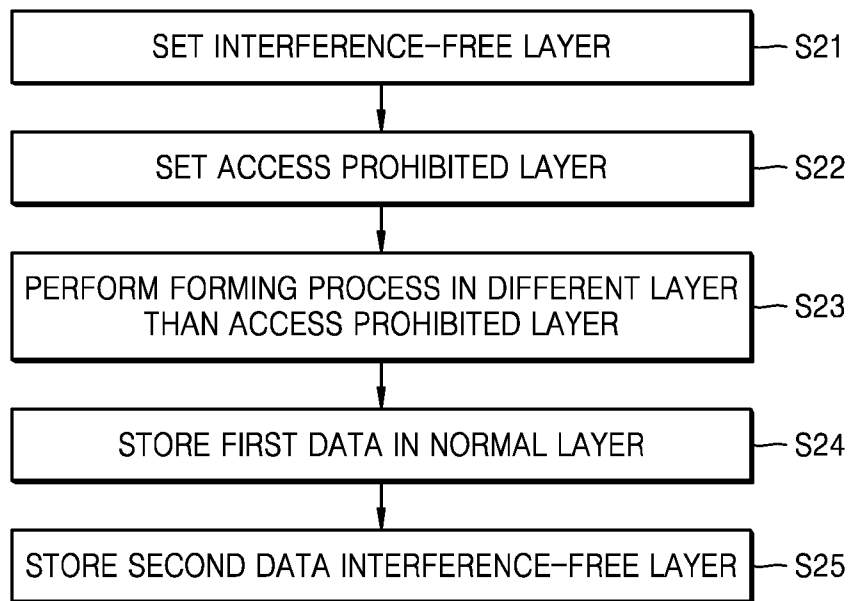 SET INTERFERENCE-FREE LAYER
S21
SET ACCESS PROHIBITED LAYER
S22
PERFORM FORMING PROCESS IN DIFFERENT LAYER
THAN ACCESS PROHIBITED LAYER
S23
STORE FIRST DATA IN NORMAL LAYER
S24
STORE SECOND DATA INTERFERENCE-FREE LAYER
S25